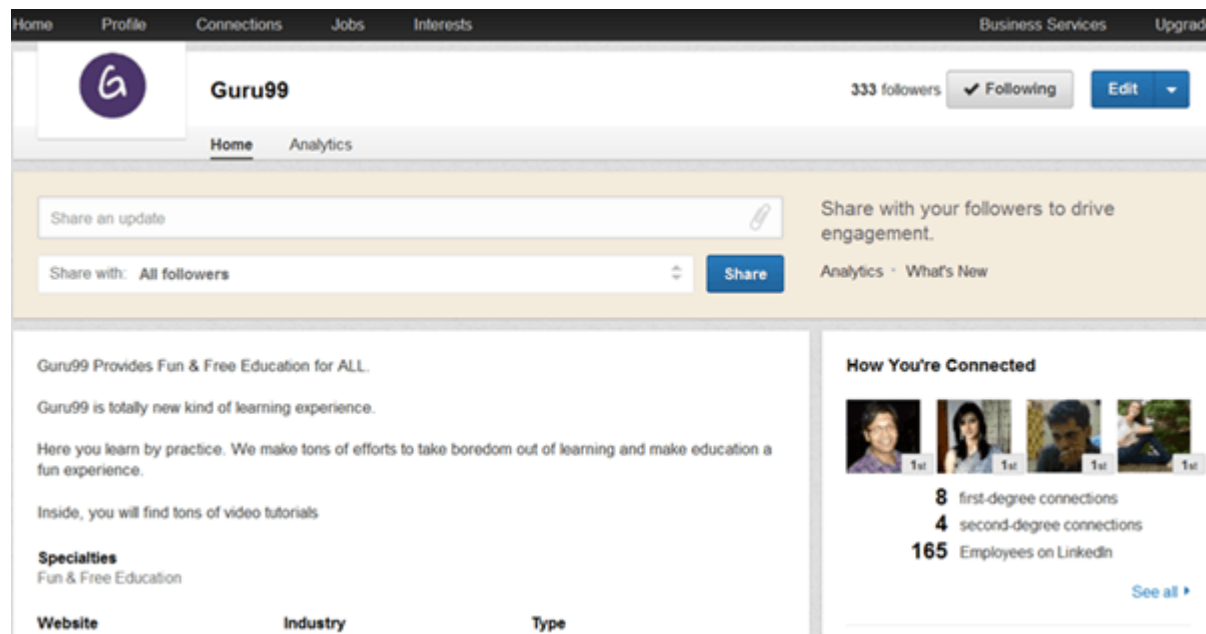 Home Profile Connections Jobs Interests Business Services Upgrad
G
Guru99
333 followers Following Edit
Home Analytics
Share an update
Share with: All followers Share
Share with your followers to drive
engagement.
Analytics · What's New
Guru99 Provides Fun & Free Education for ALL.
Guru99 is totally new kind of learning experience.
Here you learn by practice. We make tons of efforts to take boredom out of learning and make education a
fun experience.
Inside, you will find tons of video tutorials
Specialties
Fun & Free Education
Website Industry Type
How You're Connected
1st 1st 1st 1st
8 first-degree connections
4 second-degree connections
165 Employees on LinkedIn
See all